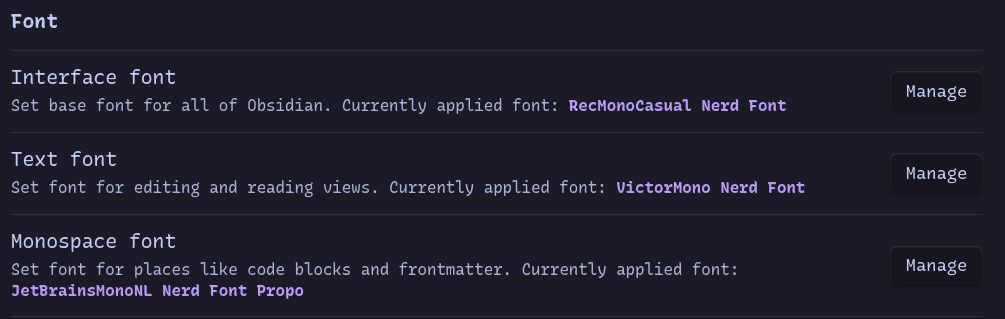 Font
Interface font
Set base font for all of Obsidian. Currently applied font: RecMonoCasual Nerd Font
Manage
Text font
Set font for editing and reading views. Currently applied font: VictorMono Nerd Font
Manage
Monospace font
Set font for places like code blocks and frontmatter. Currently applied font:
JetBrainsMonoNL Nerd Font Propo
Manage